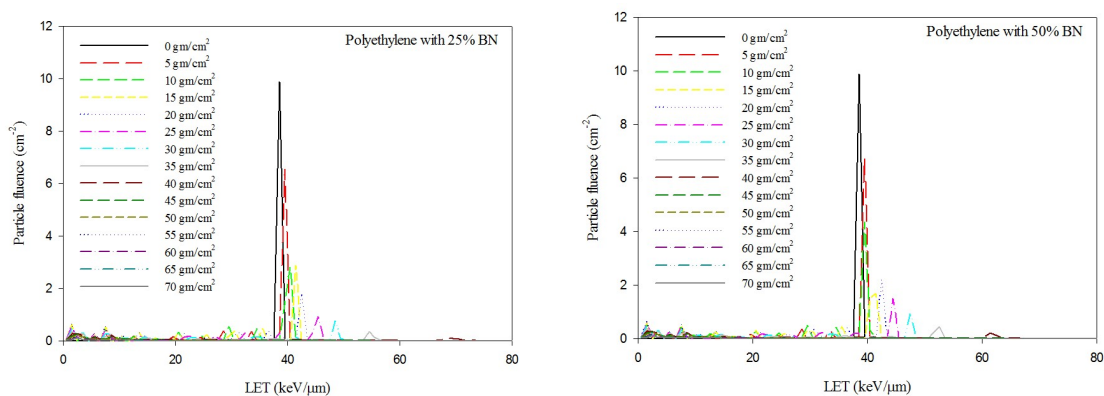 Polyethylene with 25% BN
12
10
8
6
4
2
0
Particle fluence (cm⁻²)
0 gm/cm²
5 gm/cm²
10 gm/cm²
15 gm/cm²
20 gm/cm²
25 gm/cm²
30 gm/cm²
35 gm/cm²
40 gm/cm²
45 gm/cm²
50 gm/cm²
55 gm/cm²
60 gm/cm²
65 gm/cm²
70 gm/cm²
0 20 40 60 80
LET (keV/μm)
Polyethylene with 50% BN
12
10
8
6
4
2
0
Particle fluence (cm⁻²)
0 gm/cm²
5 gm/cm²
10 gm/cm²
15 gm/cm²
20 gm/cm²
25 gm/cm²
30 gm/cm²
35 gm/cm²
40 gm/cm²
45 gm/cm²
50 gm/cm²
55 gm/cm²
60 gm/cm²
65 gm/cm²
70 gm/cm²
0 20 40 60 80
LET (keV/μm)